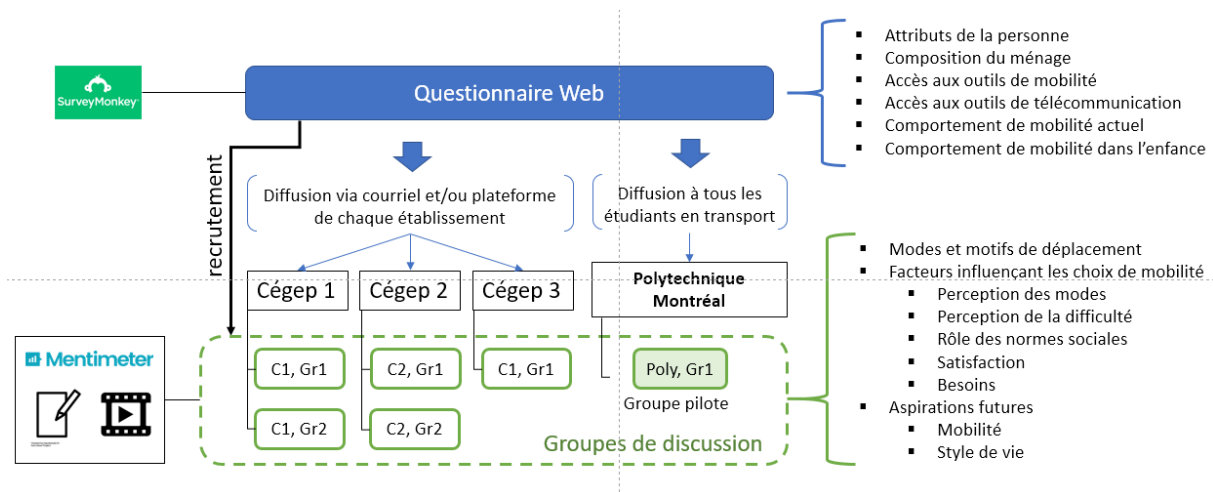 SurveyMonkey
Questionnaire Web
▪ Attributs de la personne
▪ Composition du ménage
▪ Accès aux outils de mobilité
▪ Accès aux outils de télécommunication
▪ Comportement de mobilité actuel
▪ Comportement de mobilité dans l’enfance
recrutement
Diffusion via courriel et/ou plateforme
de chaque établissement
Diffusion à tous les
étudiants en transport
Cégep 1
Cégep 2
Cégep 3
Polytechnique
Montréal
Mentimeter
C1, Gr1
C2, Gr1
C1, Gr1
Poly, Gr1
Groupe pilote
C1, Gr2
C2, Gr2
Groupes de discussion
▪ Modes et motifs de déplacement
▪ Facteurs influençant les choix de mobilité
▪ Perception des modes
▪ Perception de la difficulté
▪ Rôle des normes sociales
▪ Satisfaction
▪ Besoins
▪ Aspirations futures
▪ Mobilité
▪ Style de vie